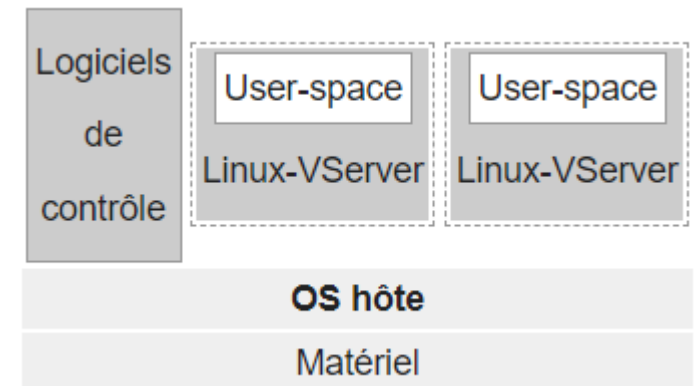 Logiciels
de
contrôle
User-space
Linux-VServer
User-space
Linux-VServer
OS hôte
Matériel